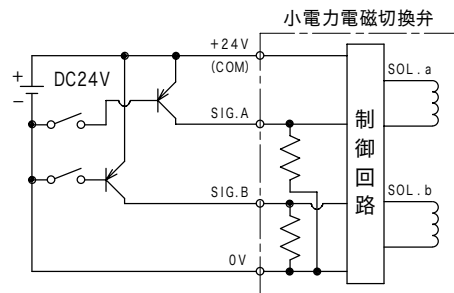 小電力電磁切換弁
+24V
(COM)
DC24V
+
−
SOL.a
SIG.A
制御回路
SIG.B
SOL.b
0V